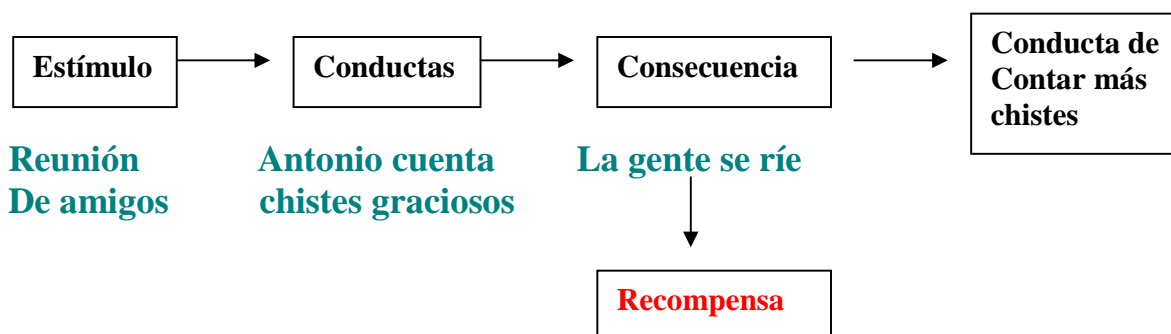 Estímulo
Conductas
Consecuencia
Conducta de
Contar más
chistes
Reunión
De amigos
Antonio cuenta
chistes graciosos
La gente se ríe
Recompensa